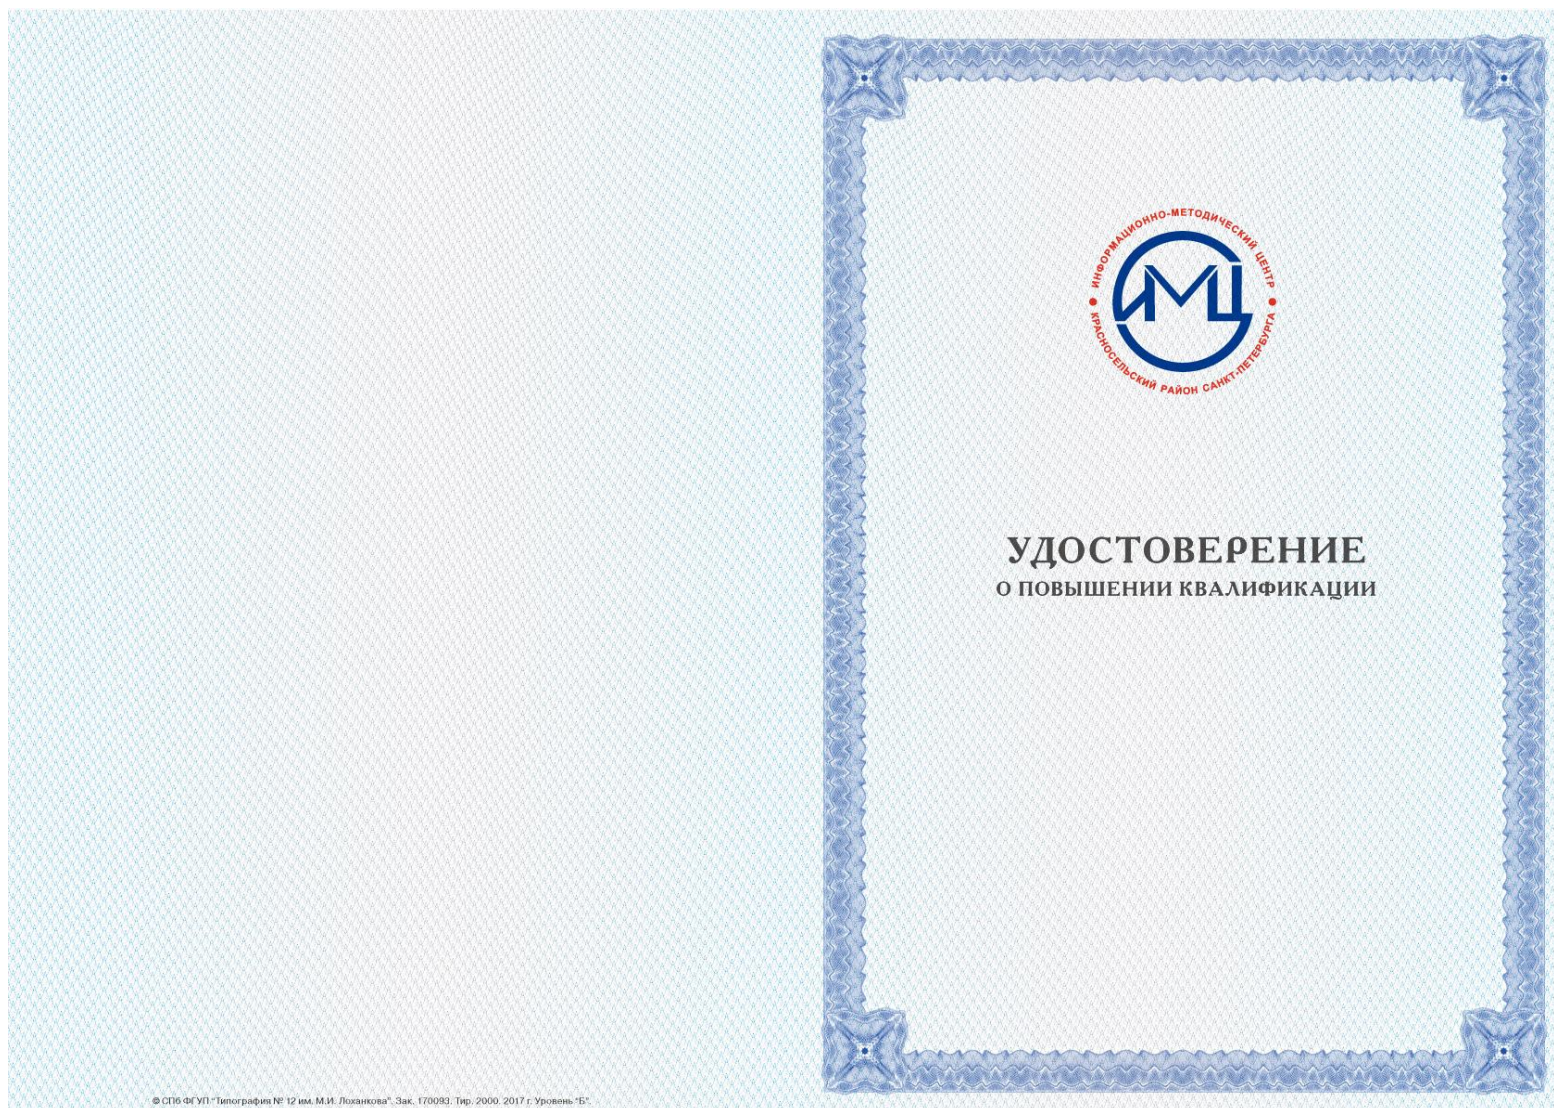 ИНФОРМАЦИОННО-МЕТОДИЧЕСКИЙ ЦЕНТР
ИМЦ
КРАСНОСЕЛЬСКИЙ РАЙОН САНКТ-ПЕТЕРБУРГА
УДОСТОВЕРЕНИЕ
О ПОВЫШЕНИИ КВАЛИФИКАЦИИ
© СПб ФГУП "Типография № 12 им. М.И. Лоханкова". Зак. 170093. Тир. 2000. 2017 г. Уровень "Б".